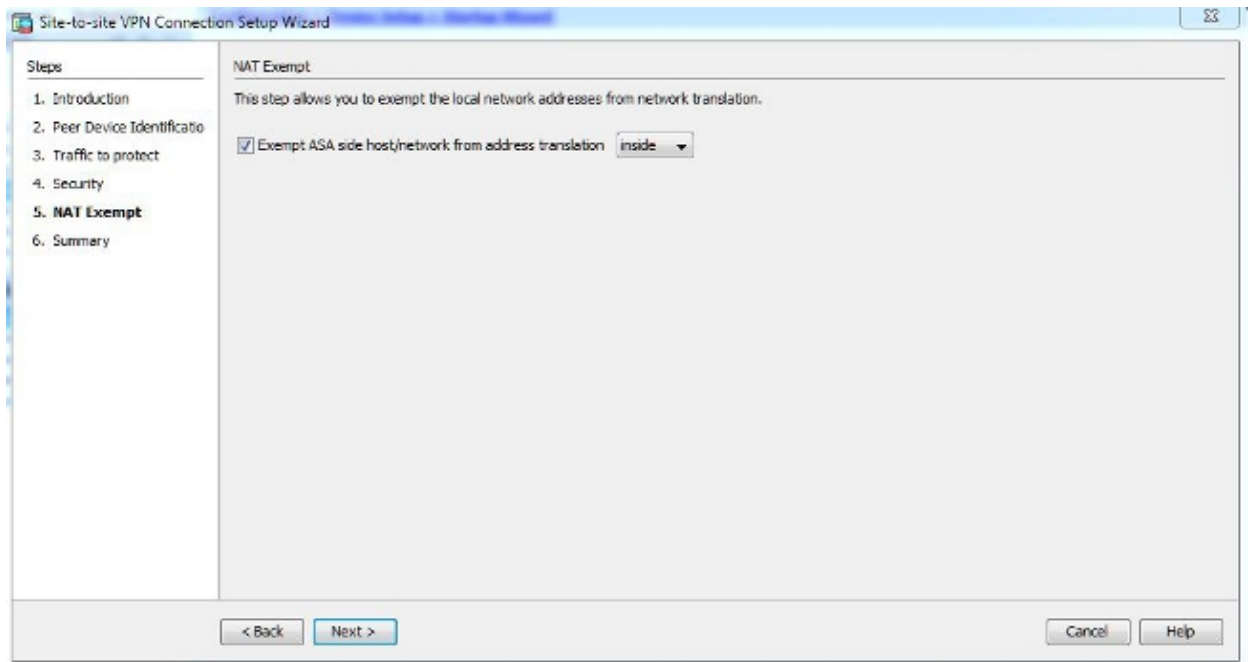 Site-to-site VPN Connection Setup Wizard
Steps
1. Introduction
2. Peer Device Identificatio
3. Traffic to protect
4. Security
5. NAT Exempt
6. Summary
NAT Exempt
This step allows you to exempt the local network addresses from network translation.
Exempt ASA side host/network from address translation inside
< Back Next > Cancel Help